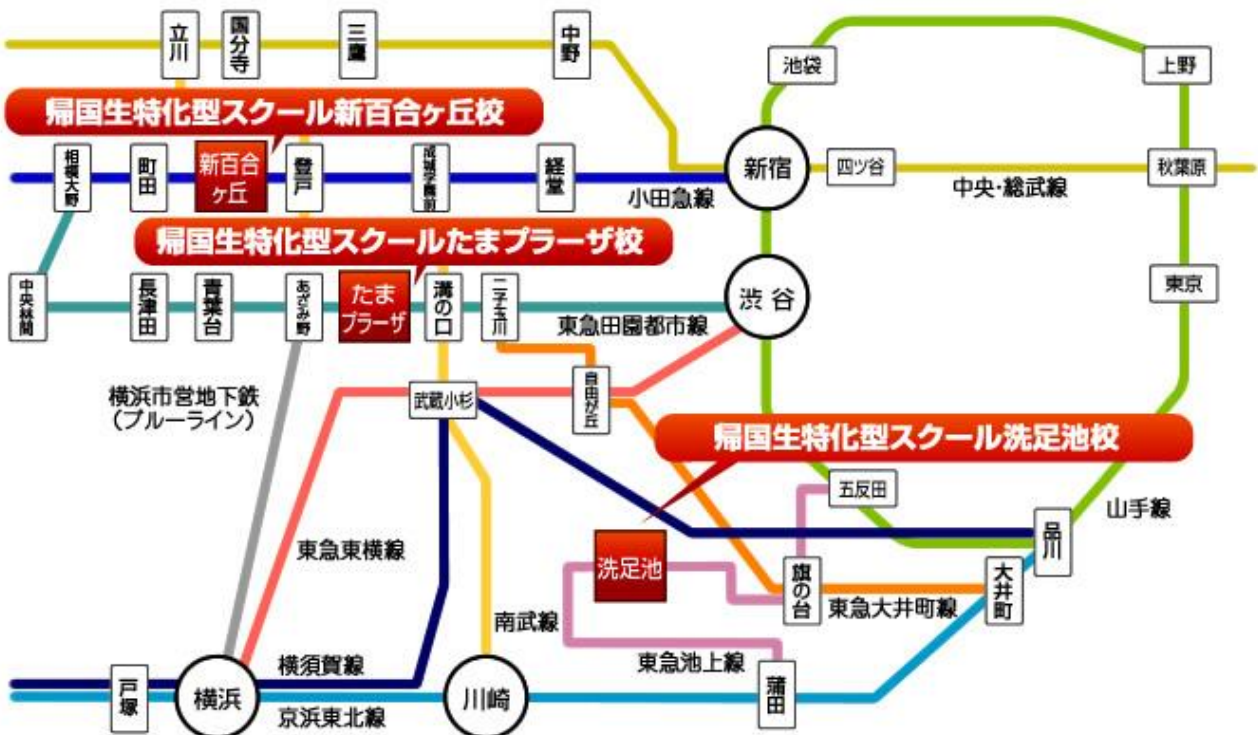 立川
国分寺
三鷹
中野
池袋
上野
帰国生特化型スクール新百合ヶ丘校
相模大野
町田
新百合
ヶ丘
登戸
成城学園前
経堂
小田急線
新宿
四ツ谷
中央・総武線
秋葉原
帰国生特化型スクールたまプラーザ校
中央林間
長津田
青葉台
あざみ野
たま
プラーザ
溝の口
二子玉川
東急田園都市線
渋谷
東京
横浜市営地下鉄
(ブルーライン)
武蔵小杉
自由が丘
帰国生特化型スクール洗足池校
五反田
山手線
品川
東急東横線
洗足池
旗の台
大井町
東急大井町線
南武線
東急池上線
横須賀線
戸塚
横浜
川崎
蒲田
京浜東北線